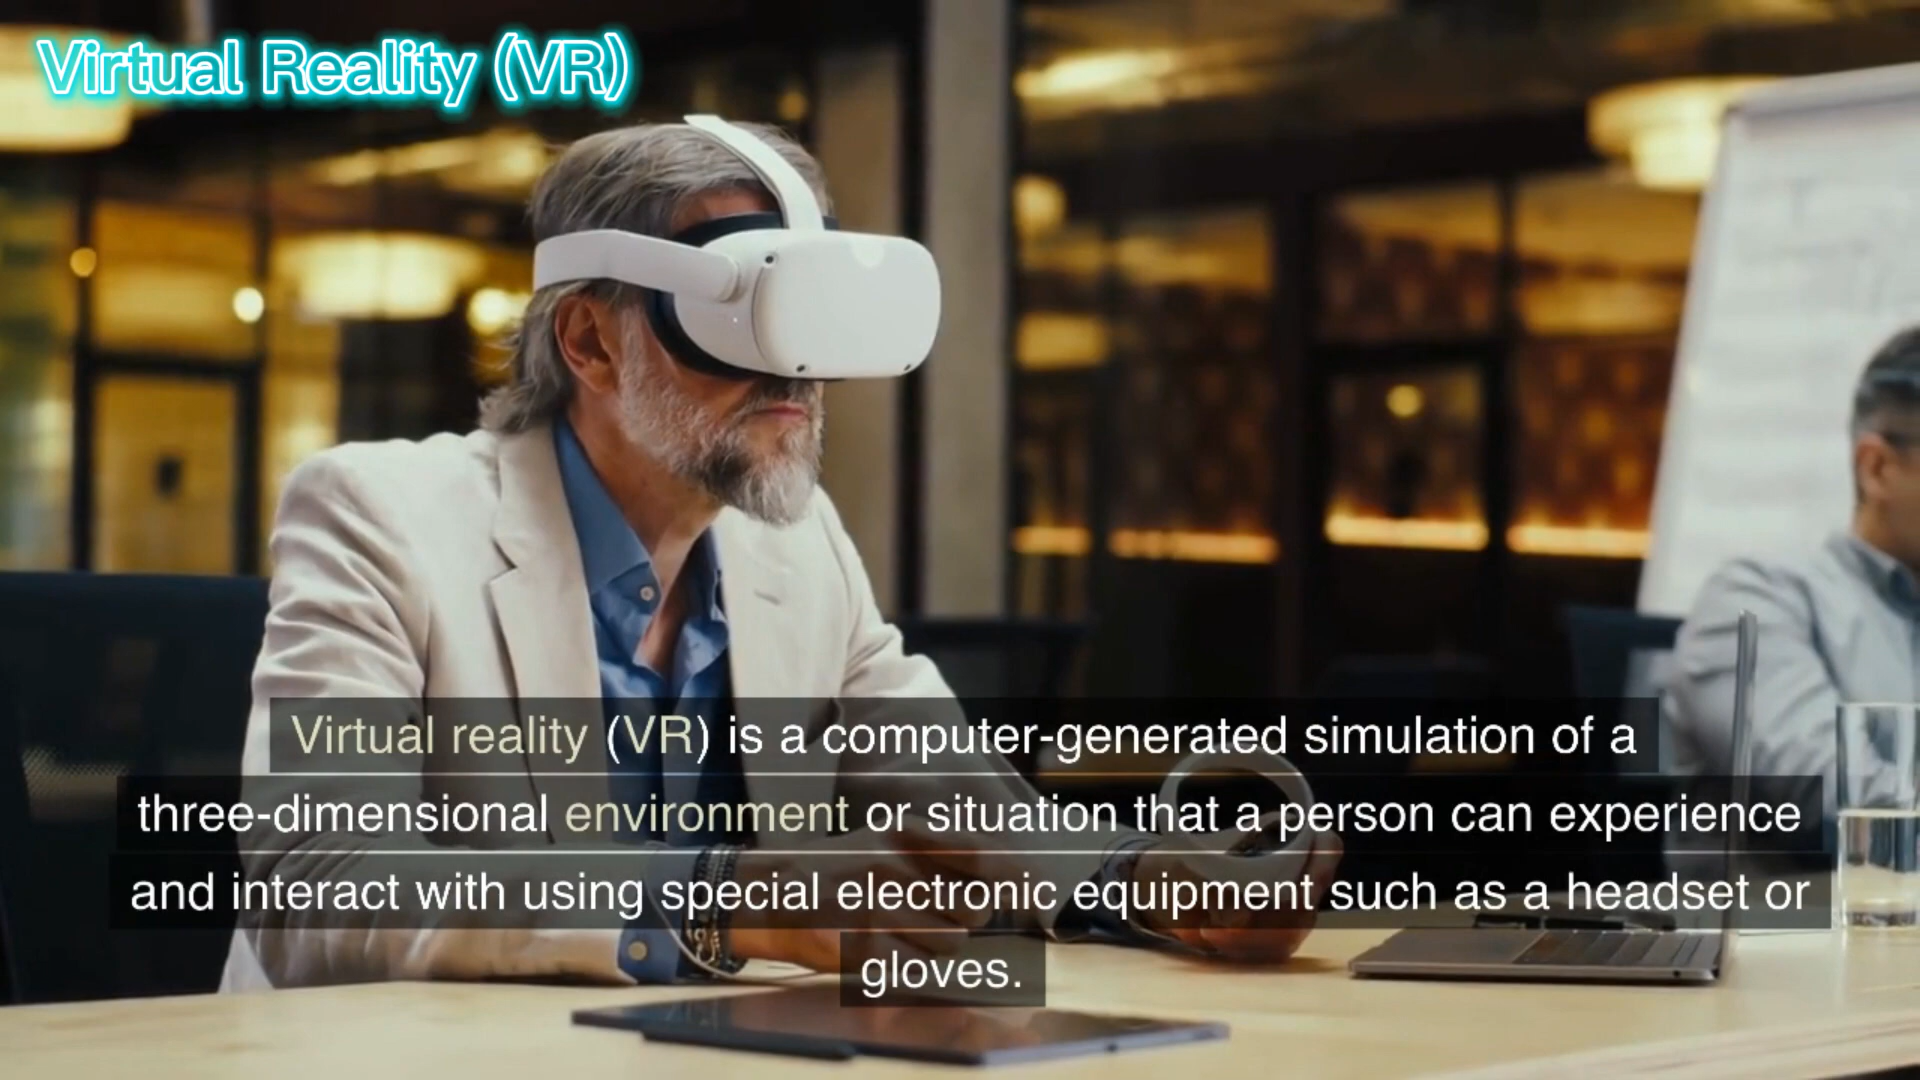 Virtual Reality (VR)
Virtual reality (VR) is a computer-generated simulation of a
three-dimensional environment or situation that a person can experience
and interact with using special electronic equipment such as a headset or
gloves.